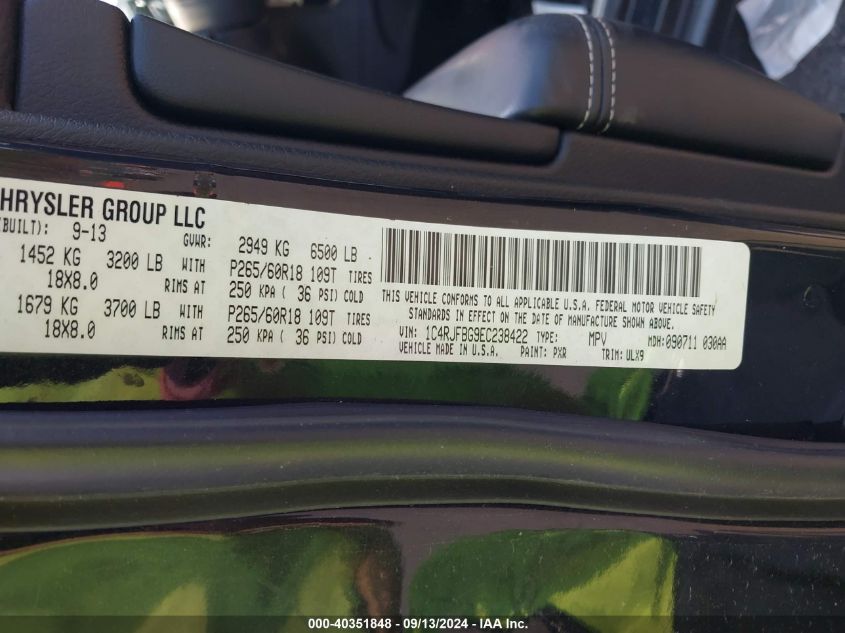 HRYSLER GROUP LLC
(BUILT): 9-13 GVWR: 2949 KG 6500 LB
1452 KG 3200 LB WITH P265/60R18 109T TIRES
18X8.0 RIMS AT 250 KPA ( 36 PSI) COLD
1679 KG 3700 LB WITH P265/60R18 109T TIRES
18X8.0 RIMS AT 250 KPA ( 36 PSI) COLD
THIS VEHICLE CONFORMS TO ALL APPLICABLE U.S.A. FEDERAL MOTOR VEHICLE SAFETY
STANDARDS IN EFFECT ON THE DATE OF MANUFACTURE SHOWN ABOVE.
VIN: 1C4RJFBG9EC238422 TYPE: MPV MDH:090711 030AA
VEHICLE MADE IN U.S.A. PAINT: PXR TRIM: ULX9
000-40351848 - 09/13/2024 - IAA Inc.